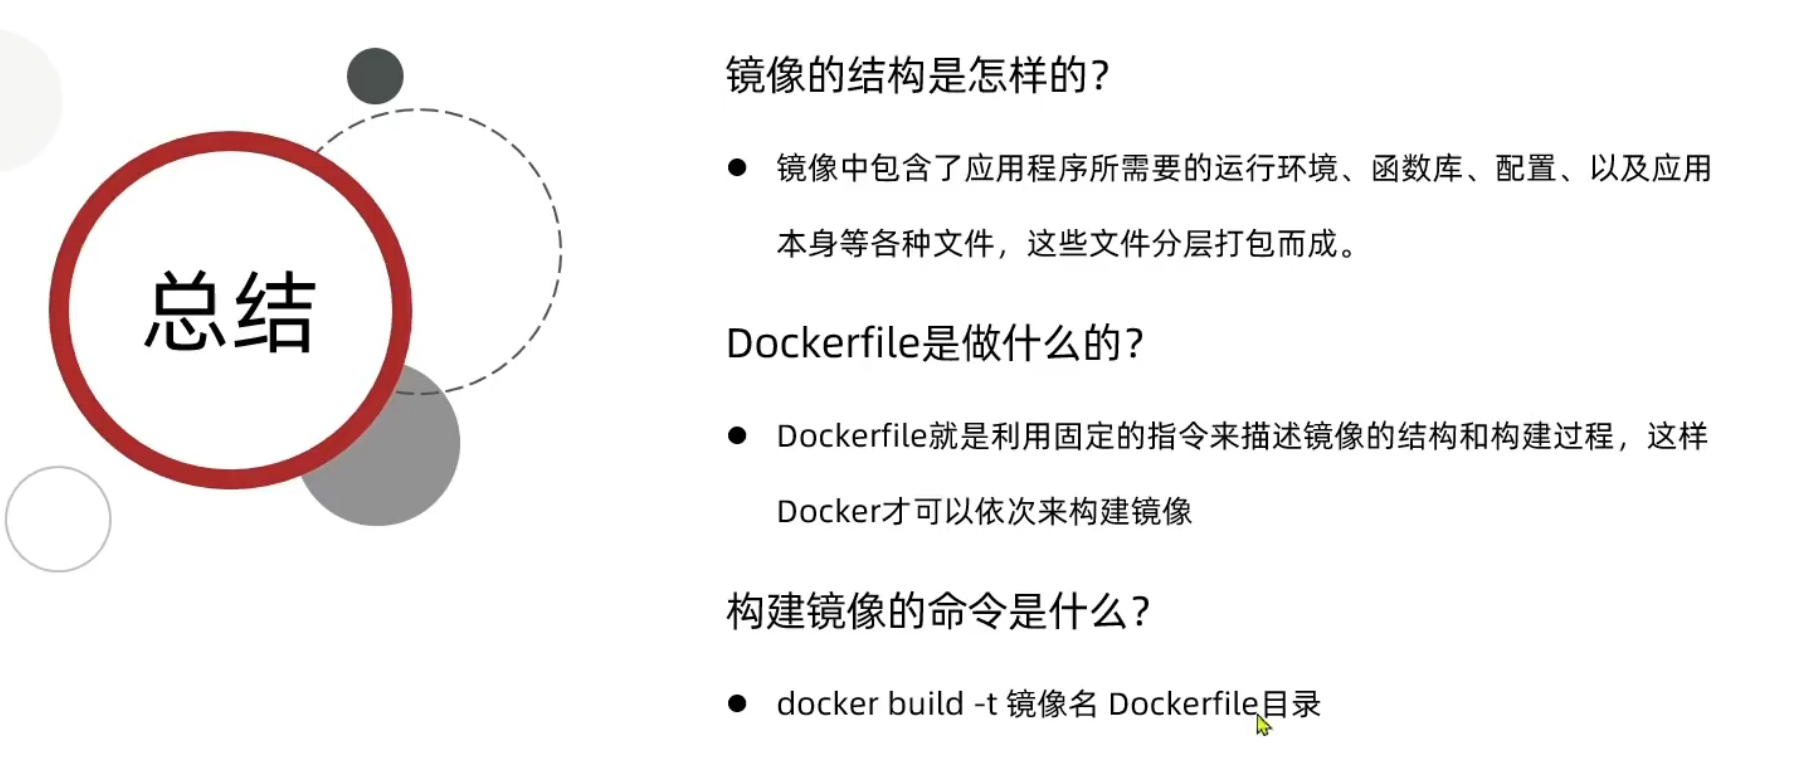 总结
镜像的结构是怎样的？
● 镜像中包含了应用程序所需要的运行环境、函数库、配置、以及应用
本身等各种文件，这些文件分层打包而成。
Dockerfile是做什么的？
● Dockerfile就是利用固定的指令来描述镜像的结构和构建过程，这样
Docker才可以依次来构建镜像
构建镜像的命令是什么？
● docker build -t 镜像名 Dockerfile目录